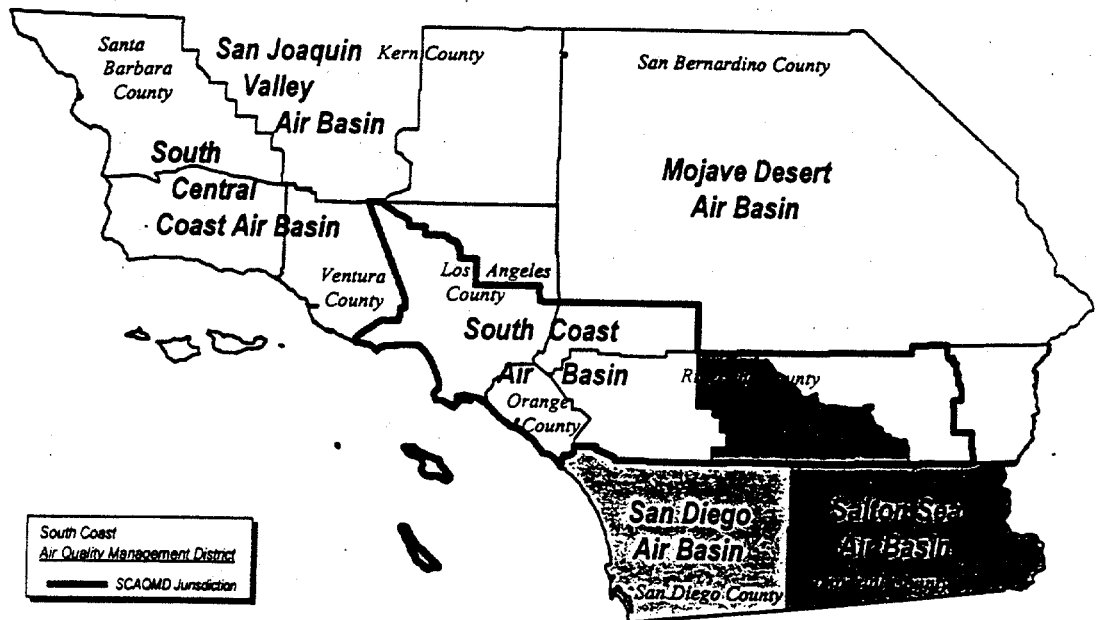 Santa
Barbara
County
San Joaquin
Valley
Air Basin
Kern County
San Bernardino County
South
Central
Coast Air Basin
Mojave Desert
Air Basin
Ventura
County
Los Angeles
County
South Coast
Air Basin
Orange
County
San Diego
Air Basin
San Diego County
Salton Sea
Air Basin
South Coast
Air Quality Management District
SCAQMD Jurisdiction